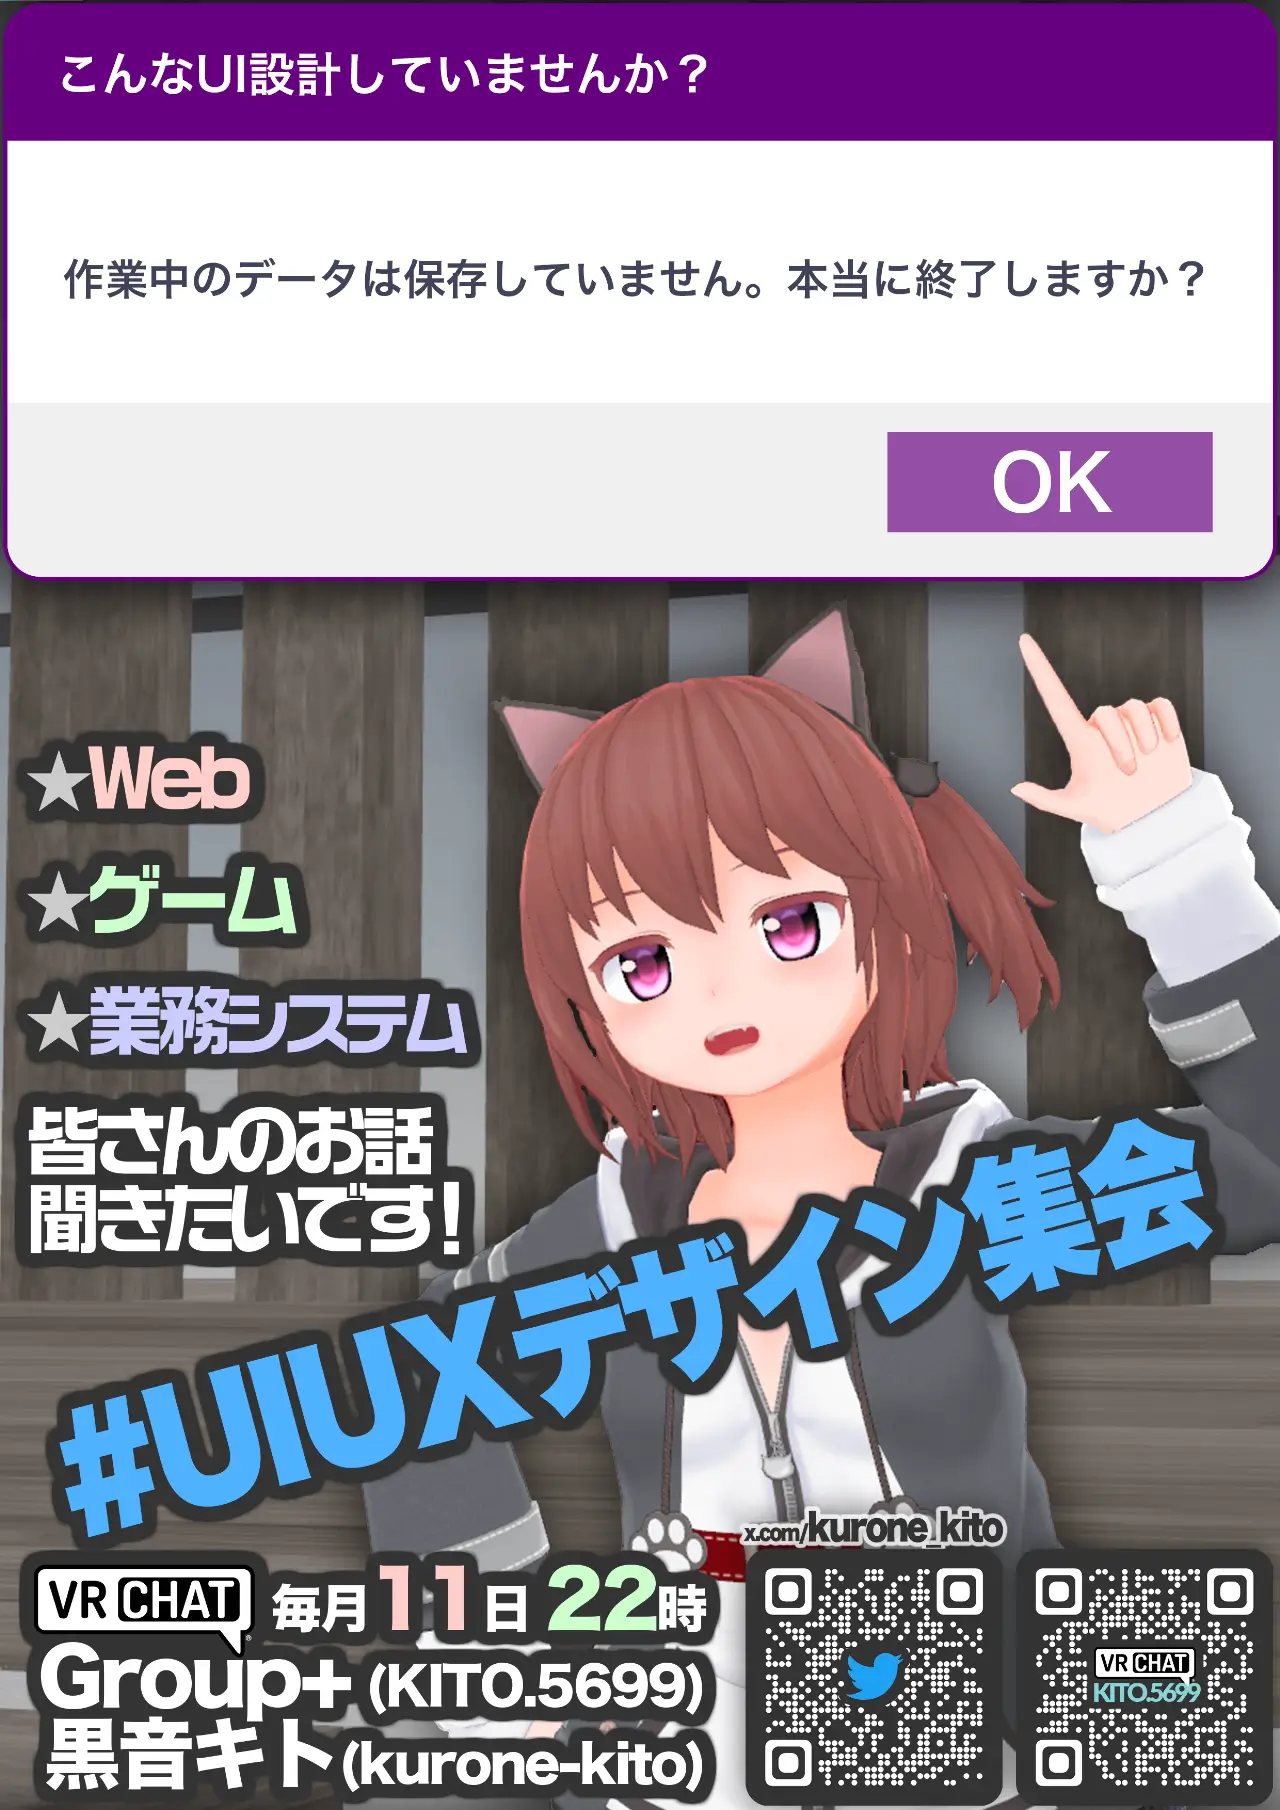 こんなUI設計していませんか？
作業中のデータは保存していません。本当に終了しますか？
OK
★Web
★ゲーム
★業務システム
皆さんのお話
聞きたいです！
#UIUXデザイン集会
x.com/kurone_kito
VRCHAT 毎月11日 22時
Group+ (KITO.5699)
黒音キト(kurone-kito)
VRCHAT
KITO.5699